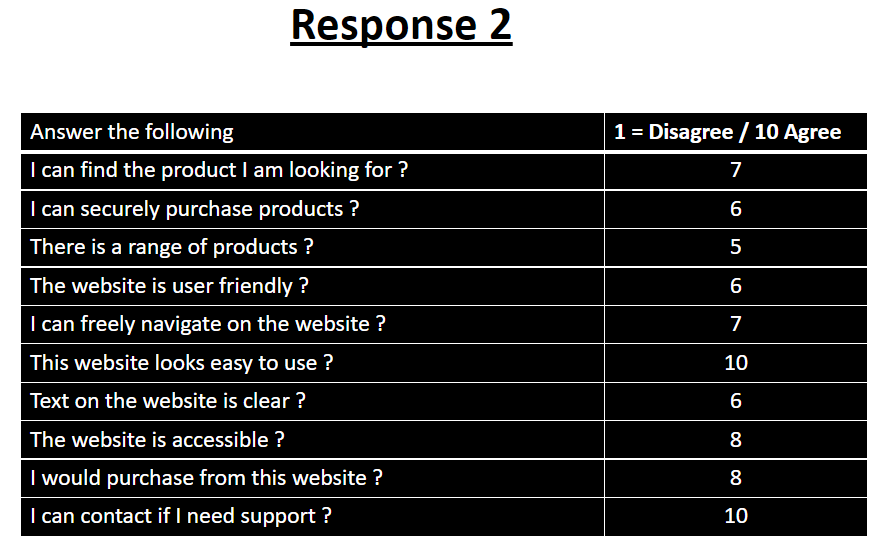 Response 2
Answer the following 1 = Disagree / 10 Agree
I can find the product I am looking for ? 7
I can securely purchase products ? 6
There is a range of products ? 5
The website is user friendly ? 6
I can freely navigate on the website ? 7
This website looks easy to use ? 10
Text on the website is clear ? 6
The website is accessible ? 8
I would purchase from this website ? 8
I can contact if I need support ? 10